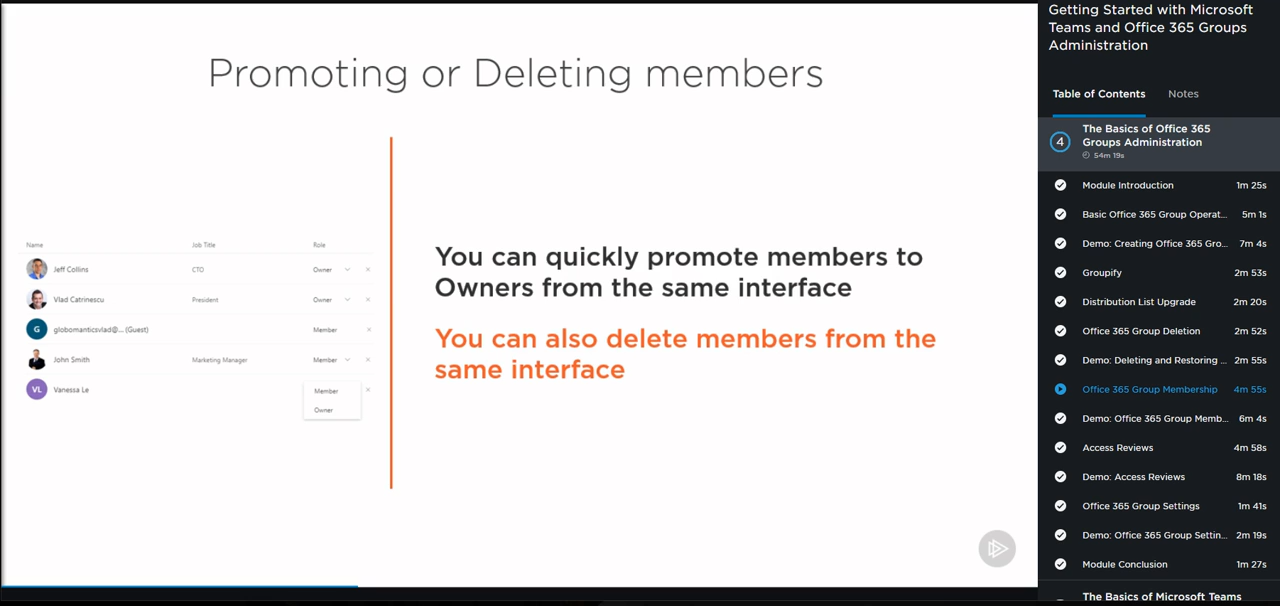 Promoting or Deleting members
Name Job Title Role
Jeff Collins CTO Owner
Vlad Catrinescu President Owner
G globomanticsvlad@... (Guest) Member
John Smith Marketing Manager Member
VL Vanessa Le
Member
Owner
You can quickly promote members to
Owners from the same interface
You can also delete members from the
same interface
Getting Started with Microsoft
Teams and Office 365 Groups
Administration
Table of Contents Notes
4
The Basics of Office 365
Groups Administration
54m 19s
Module Introduction 1m 25s
Basic Office 365 Group Operat... 5m 1s
Demo: Creating Office 365 Gro... 7m 4s
Groupify 2m 53s
Distribution List Upgrade 2m 20s
Office 365 Group Deletion 2m 52s
Demo: Deleting and Restoring ... 2m 55s
Office 365 Group Membership 4m 55s
Demo: Office 365 Group Memb... 6m 4s
Access Reviews 4m 58s
Demo: Access Reviews 8m 18s
Office 365 Group Settings 1m 41s
Demo: Office 365 Group Settin... 2m 19s
Module Conclusion 1m 27s
The Basics of Microsoft Teams